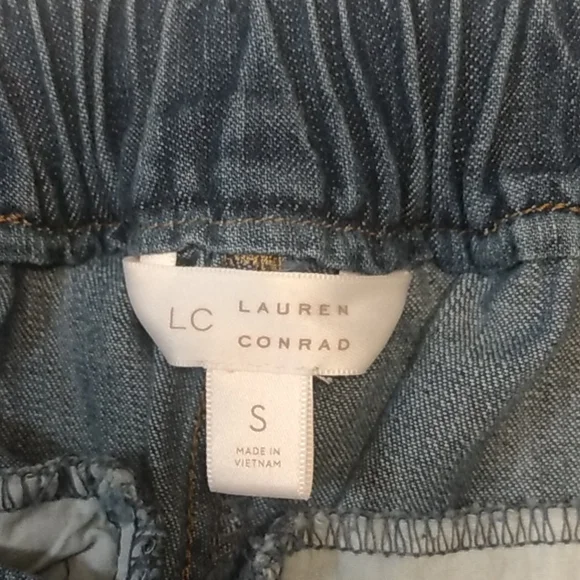 LC LAUREN
CONRAD
S
MADE IN
VIETNAM